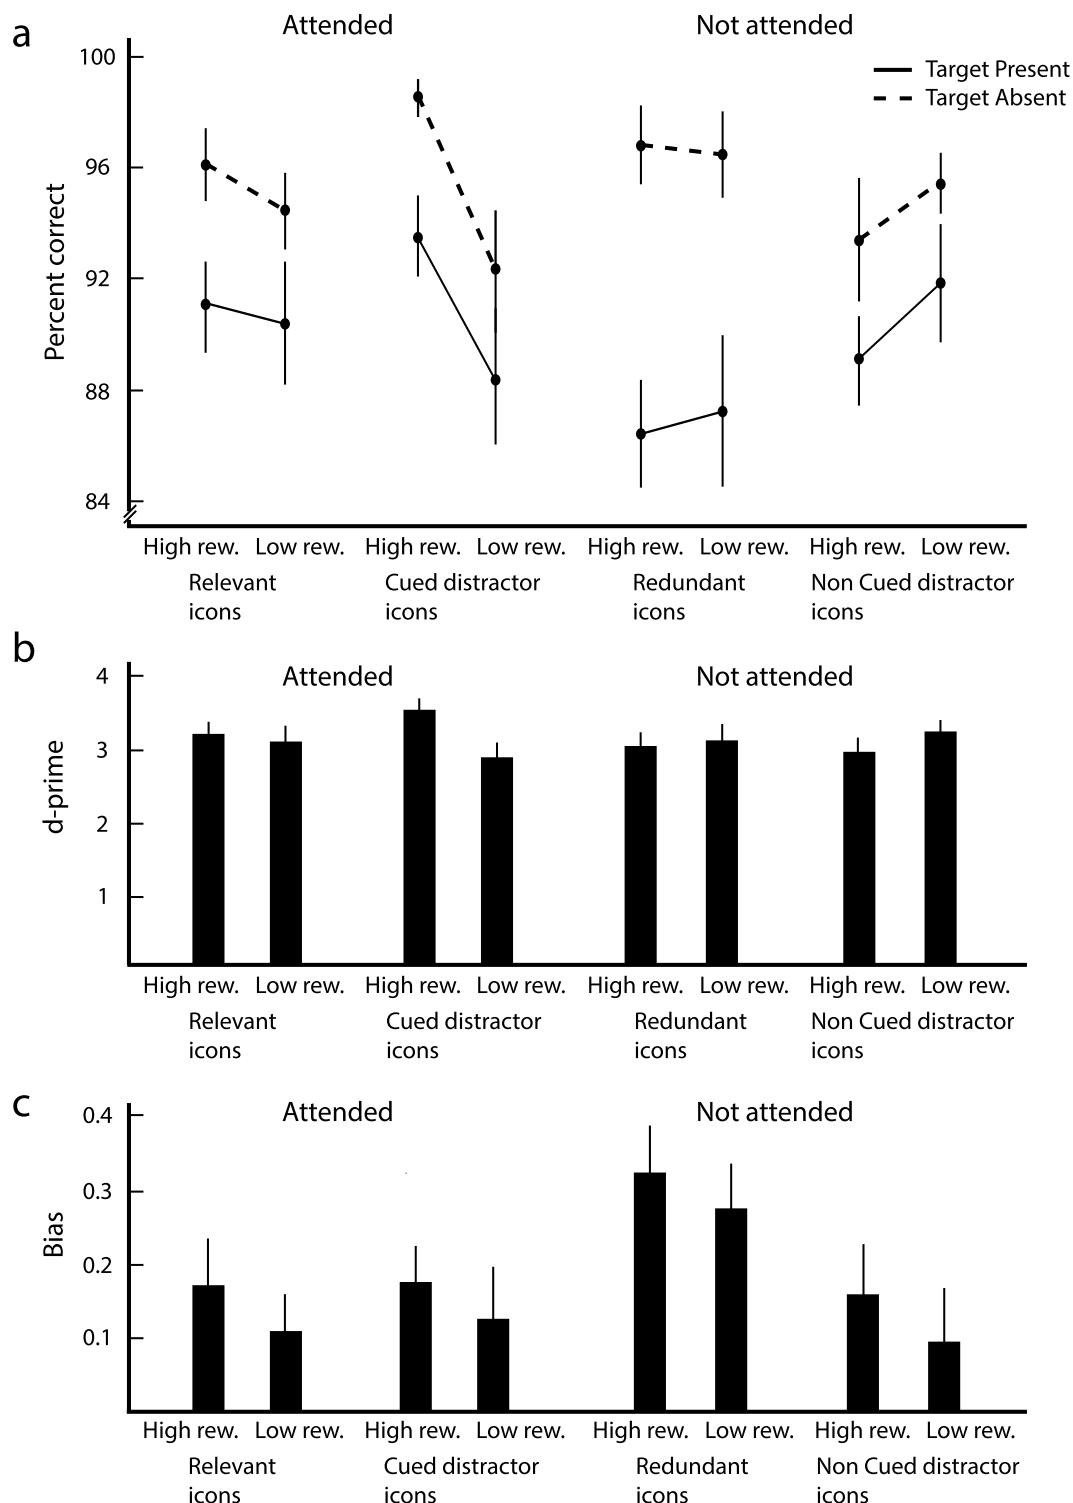 a
Attended Not attended
Target Present
Target Absent
100
96
92
88
84
Percent correct
High rew. Low rew. High rew. Low rew. High rew. Low rew. High rew. Low rew.
Relevant Cued distractor Redundant Non Cued distractor
icons icons icons icons
b
Attended Not attended
4
3
2
1
d-prime
High rew. Low rew. High rew. Low rew. High rew. Low rew. High rew. Low rew.
Relevant Cued distractor Redundant Non Cued distractor
icons icons icons icons
c
Attended Not attended
0.4
0.3
0.2
0.1
Bias
High rew. Low rew. High rew. Low rew. High rew. Low rew. High rew. Low rew.
Relevant Cued distractor Redundant Non Cued distractor
icons icons icons icons